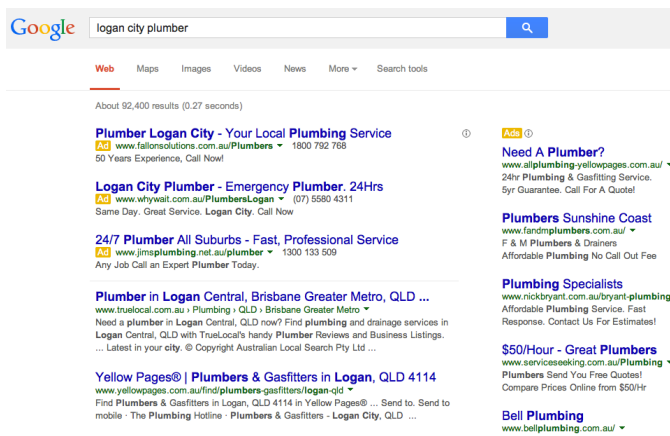 Google
logan city plumber
Web Maps Images Videos News More Search tools
About 92,400 results (0.27 seconds)
Plumber Logan City - Your Local Plumbing Service
Ad www.fallonsolutions.com.au/Plumbers 1800 792 768
50 Years Experience, Call Now!
Logan City Plumber - Emergency Plumber. 24Hrs
Ad www.whywait.com.au/PlumbersLogan (07) 5580 4311
Same Day. Great Service. Logan City. Call Now
24/7 Plumber All Suburbs - Fast, Professional Service
Ad www.jimsplumbing.net.au/plumber 1300 133 509
Any Job Call an Expert Plumber Today.
Plumber in Logan Central, Brisbane Greater Metro, QLD ...
www.truelocal.com.au › Plumbing › QLD › Brisbane Greater Metro
Need a plumber in Logan Central, QLD now? Find plumbing and drainage services in
Logan Central, QLD with TrueLocal's handy Plumber Reviews and Business Listings.
... Latest in your city. © Copyright Australian Local Search Pty Ltd ...
Yellow Pages® | Plumbers & Gasfitters in Logan, QLD 4114
www.yellowpages.com.au/find/plumbers-gasfitters/logan-qld
Find Plumbers & Gasfitters in Logan, QLD 4114 in Yellow Pages® ... Send to. Send to
mobile · The Plumbing Hotline · Plumbers & Gasfitters - Logan City, QLD ...
Ads
Need A Plumber?
www.allplumbing-yellowpages.com.au/
24hr Plumbing & Gasfitting Service.
5yr Guarantee. Call For A Quote!
Plumbers Sunshine Coast
www.fandmplumbers.com.au/
F & M Plumbers & Drainers
Affordable Plumbing No Call Out Fee
Plumbing Specialists
www.nickbryant.com.au/bryant-plumbing
Affordable Plumbing Service. Fast
Response. Contact Us For Estimates!
$50/Hour - Great Plumbers
www.serviceseeking.com.au/Plumbing
Plumbers Send You Free Quotes!
Compare Prices Online from $50/Hr
Bell Plumbing
www.bellplumbing.com.au/